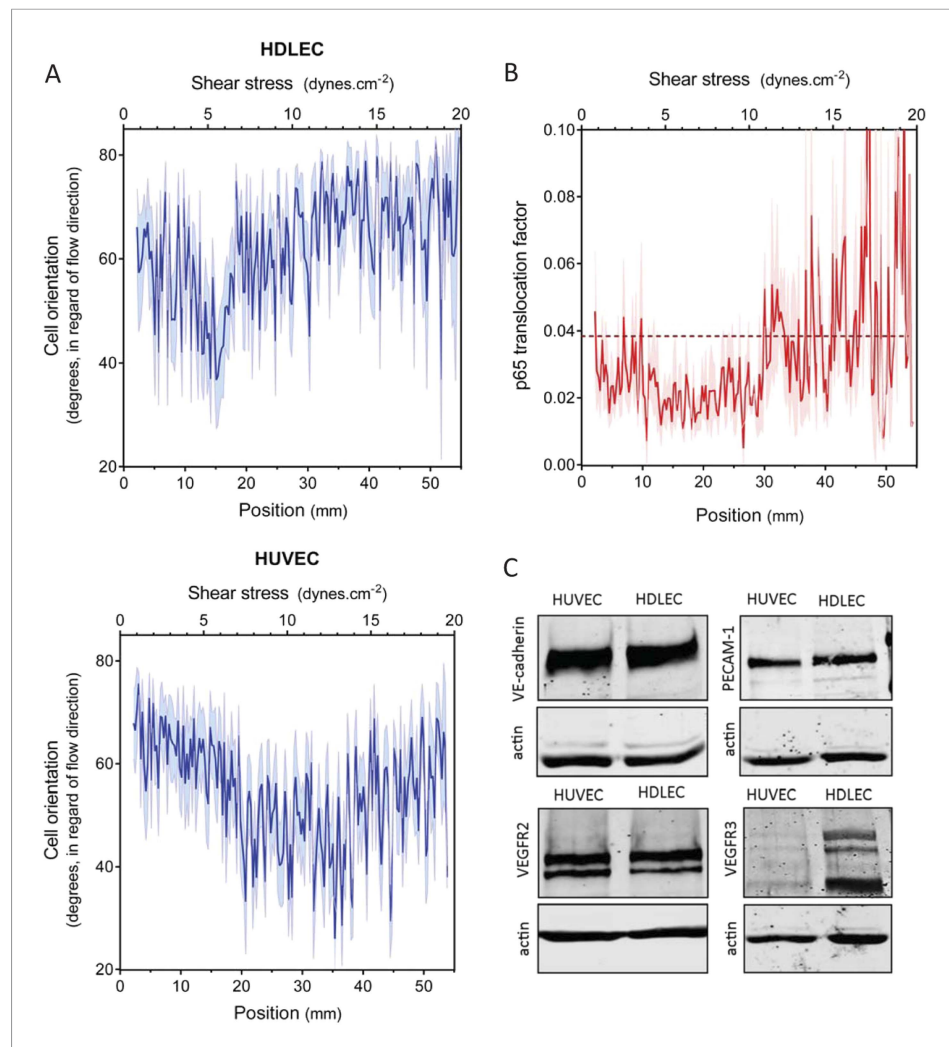 HDLEC
A
Shear stress (dynes.cm-2)
0 5 10 15 20
80
60
40
20
Cell orientation
(degrees, in regard of flow direction)
0 10 20 30 40 50
Position (mm)
B
Shear stress (dynes.cm-2)
0 5 10 15 20
0.10
0.08
0.06
0.04
0.02
0.00
p65 translocation factor
0 10 20 30 40 50
Position (mm)
HUVEC
Shear stress (dynes.cm-2)
0 5 10 15 20
80
60
40
20
Cell orientation
(degrees, in regard of flow direction)
0 10 20 30 40 50
Position (mm)
C
HUVEC HDLEC
VE-cadherin
actin
HUVEC HDLEC
PECAM-1
actin
HUVEC HDLEC
VEGFR2
actin
HUVEC HDLEC
VEGFR3
actin